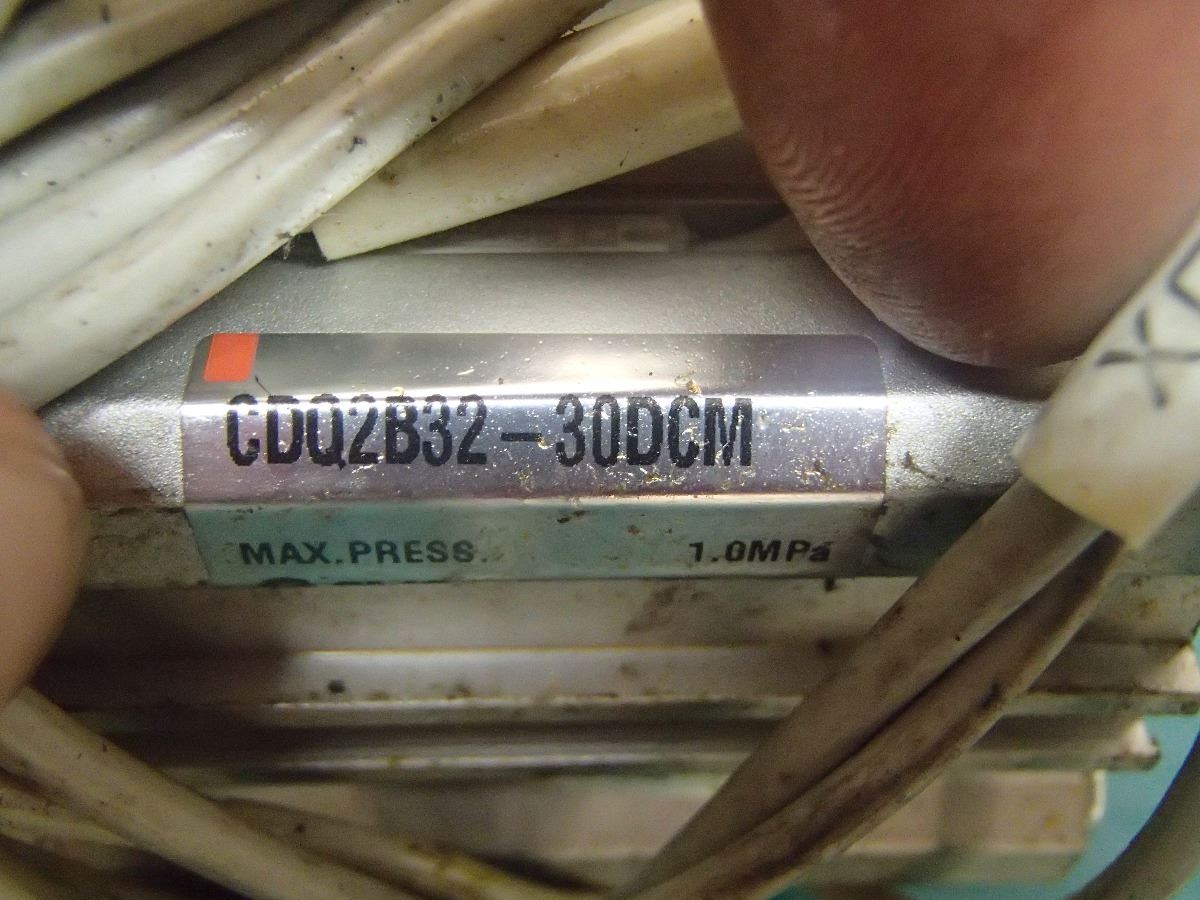 CDQ2B32-30DCM
MAX.PRESS. 1.0MPa
X